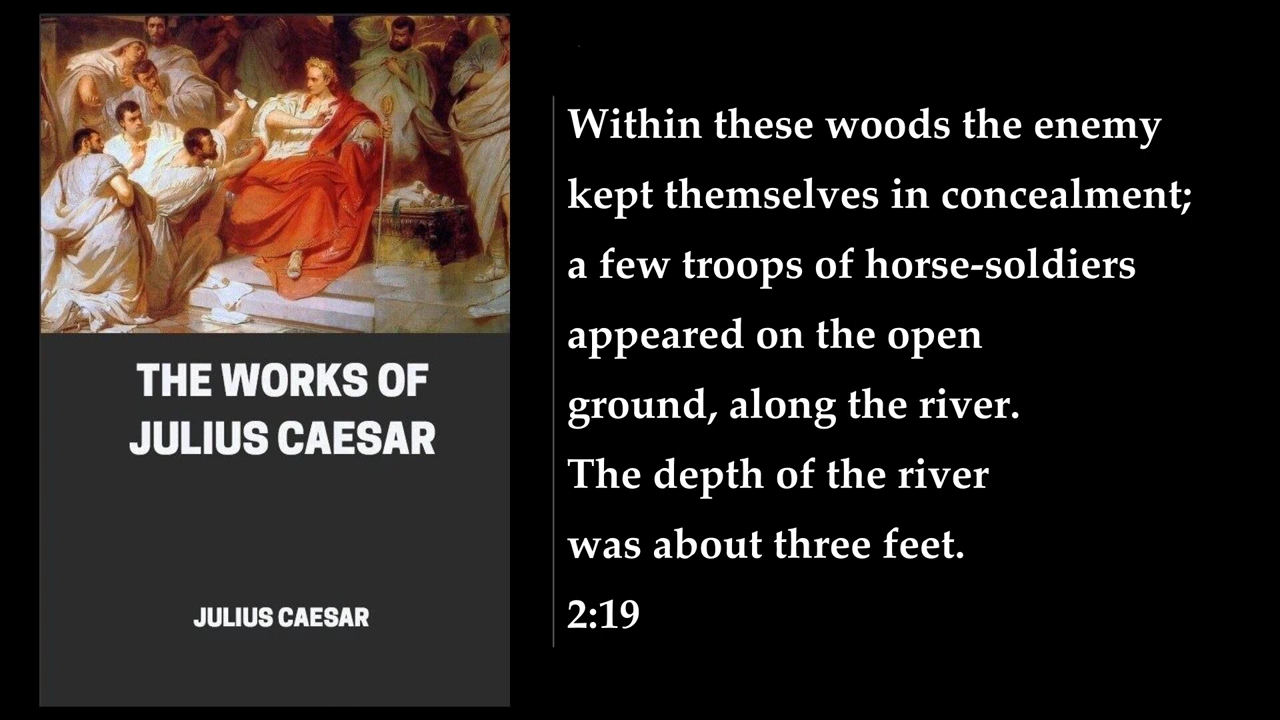 THE WORKS OF
JULIUS CAESAR
JULIUS CAESAR
Within these woods the enemy
kept themselves in concealment;
a few troops of horse-soldiers
appeared on the open
ground, along the river.
The depth of the river
was about three feet.
2:19